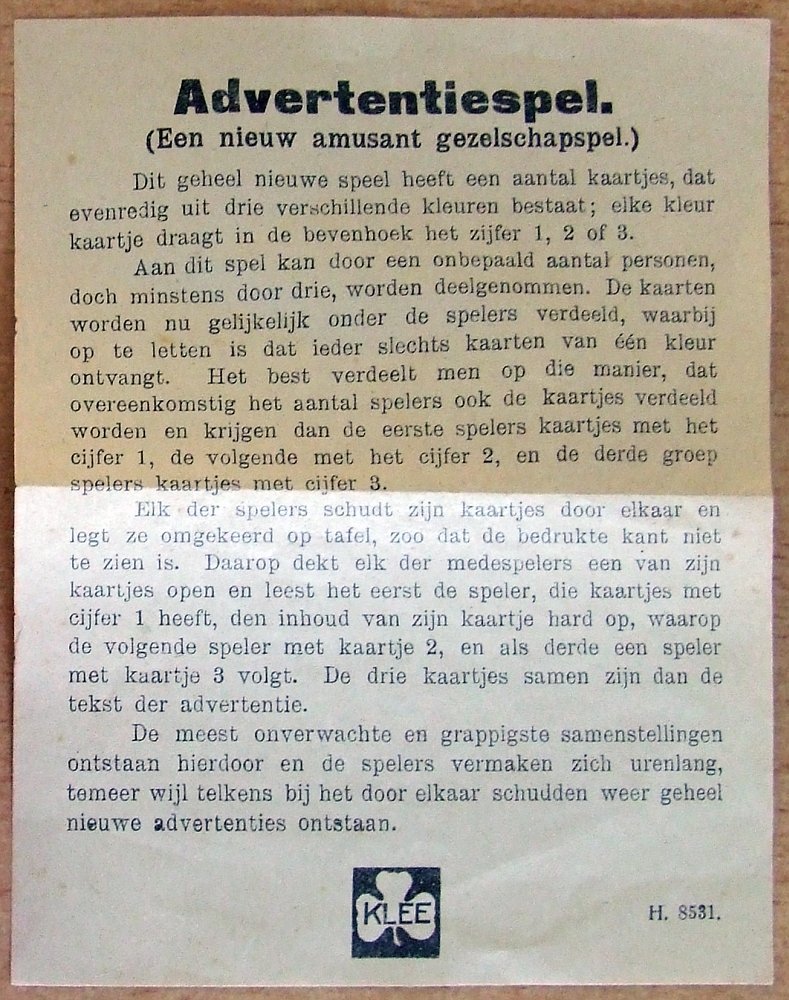 Advertentiespel.
(Een nieuw amusant gezelschapspel.)
Dit geheel nieuwe speel heeft een aantal kaartjes, dat
evenredig uit drie verschillende kleuren bestaat; elke kleur
kaartje draagt in de bevenhoek het zijfer 1, 2 of 3.
Aan dit spel kan door een onbepaald aantal personen,
doch minstens door drie, worden deelgenommen. De kaarten
worden nu gelijkelijk onder de spelers verdeeld, waarbij
op te letten is dat ieder slechts kaarten van één kleur
ontvangt. Het best verdeelt men op die manier, dat
overeenkomstig het aantal spelers ook de kaartjes verdeeld
worden en krijgen dan de eerste spelers kaartjes met het
cijfer 1, de volgende met het cijfer 2, en de derde groep
spelers kaartjes met cijfer 3.
Elk der spelers schudt zijn kaartjes door elkaar en
legt ze omgekeerd op tafel, zoo dat de bedrukte kant niet
te zien is. Daarop dekt elk der medespelers een van zijn
kaartjes open en leest het eerst de speler, die kaartjes met
cijfer 1 heeft, den inhoud van zijn kaartje hard op, waarop
de volgende speler met kaartje 2, en als derde een speler
met kaartje 3 volgt. De drie kaartjes samen zijn dan de
tekst der advertentie.
De meest onverwachte en grappigste samenstellingen
ontstaan hierdoor en de spelers vermaken zich urenlang,
temeer wijl telkens bij het door elkaar schudden weer geheel
nieuwe advertenties ontstaan.
KLEE
H. 8531.